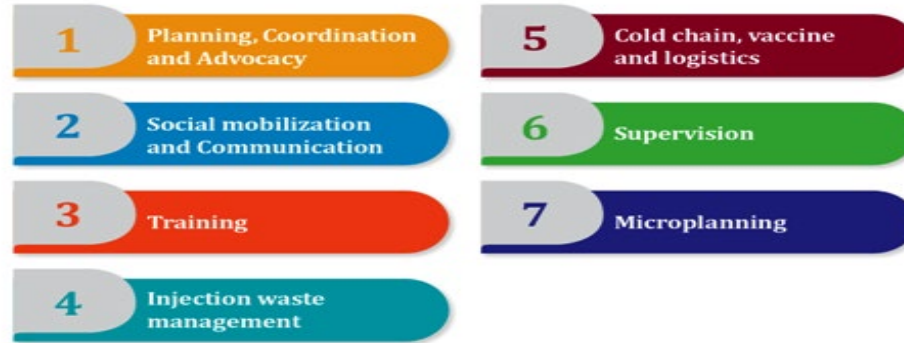 1
Planning, Coordination
and Advocacy
2
Social mobilization
and Communication
3
Training
4
Injection waste
management
5
Cold chain, vaccine
and logistics
6
Supervision
7
Microplanning